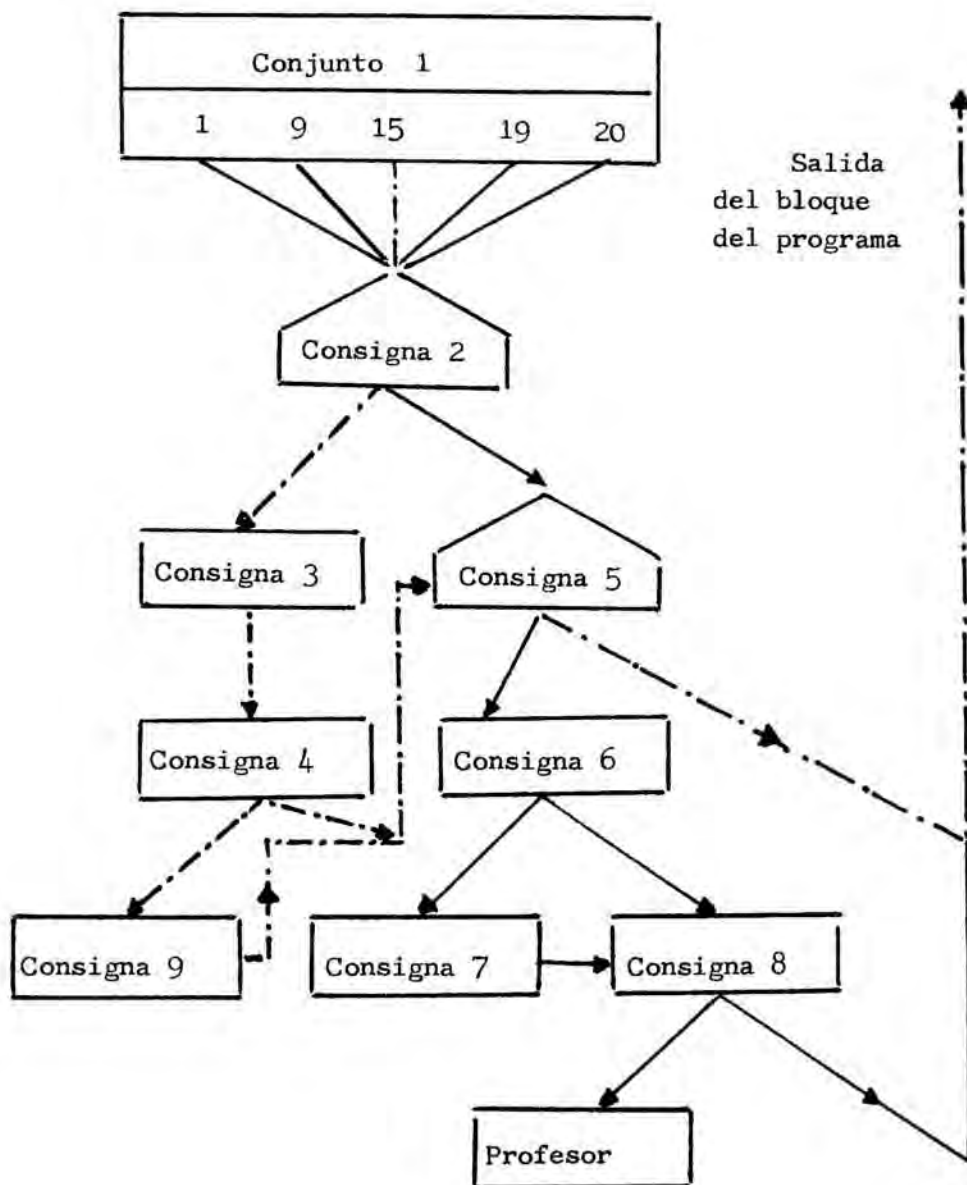 Conjunto 1
1 9 15 19 20
Salida
del bloque
del programa
Consigna 2
Consigna 3
Consigna 5
Consigna 4
Consigna 6
Consigna 9
Consigna 7
Consigna 8
Profesor